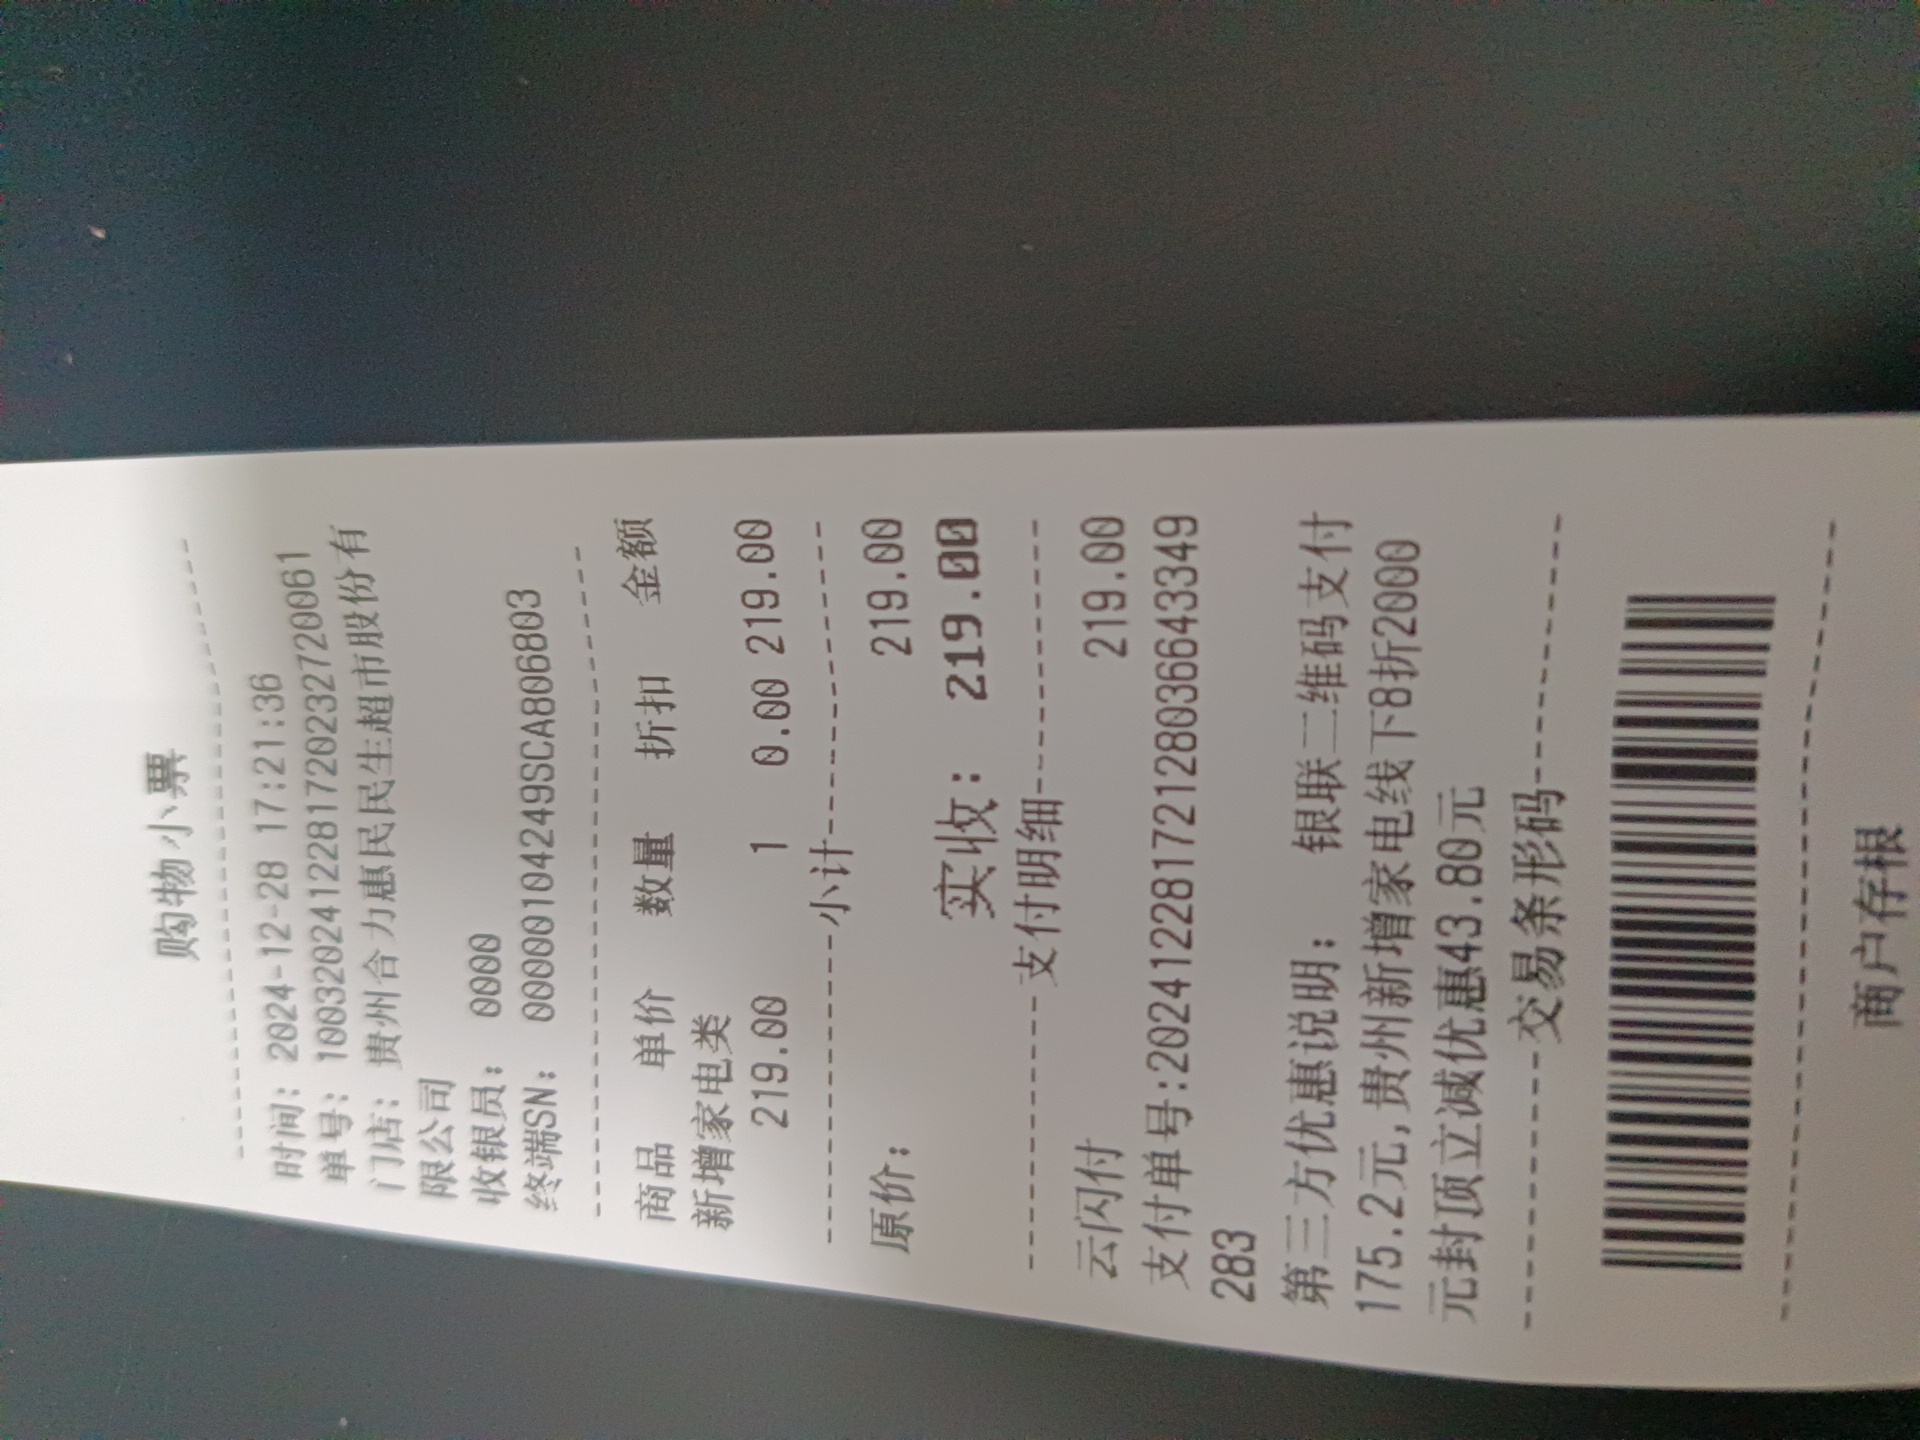 购物小票
--------------------------------
时间: 2024-12-28 17:21:36
单号: 10032024122817202327220061
门店: 贵州合力惠民民生超市股份有
限公司
收银员: 0000
终端SN: 00000104249SCA806803
--------------------------------
商品 单价 数量 折扣 金额
新增家电类
219.00 1 0.00 219.00
------------小计------------
原价: 219.00
实收: 219.00
------------支付明细------------
云闪付 219.00
支付单号:20241228172128036643349
283
第三方优惠说明: 银联二维码支付
175.2元,贵州新增家电线下8折2000
元封顶立减优惠43.80元
------------交易条形码------------
--------------------------------
商户存根